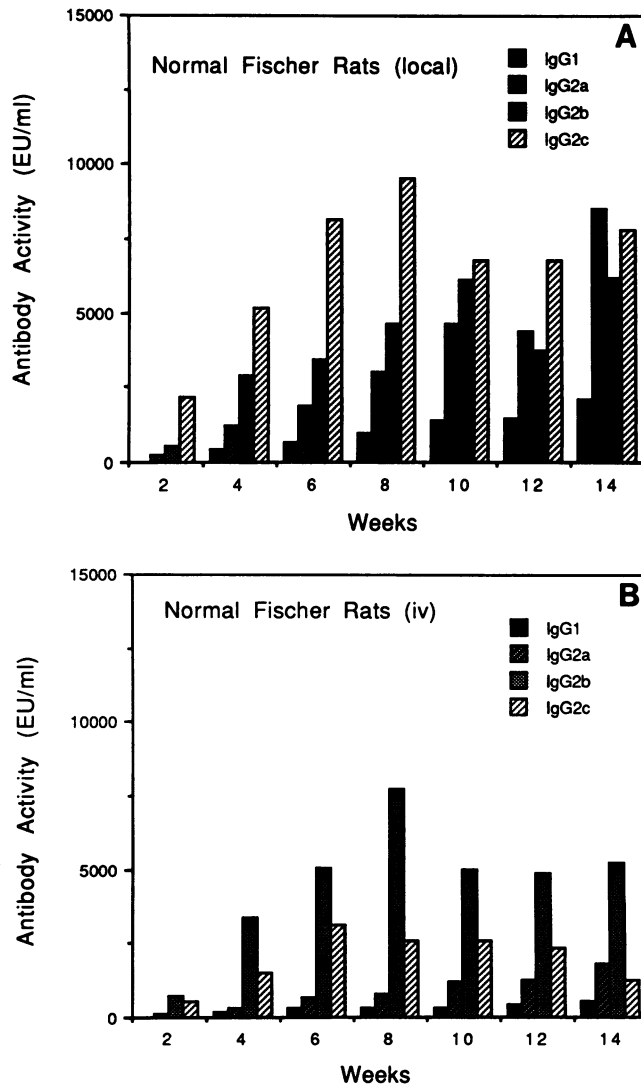 A
Normal Fischer Rats (local)
IgG1
IgG2a
IgG2b
IgG2c
15000
10000
5000
0
Antibody Activity (EU/ml)
2 4 6 8 10 12 14
Weeks
B
Normal Fischer Rats (iv)
IgG1
IgG2a
IgG2b
IgG2c
15000
10000
5000
0
Antibody Activity (EU/ml)
2 4 6 8 10 12 14
Weeks